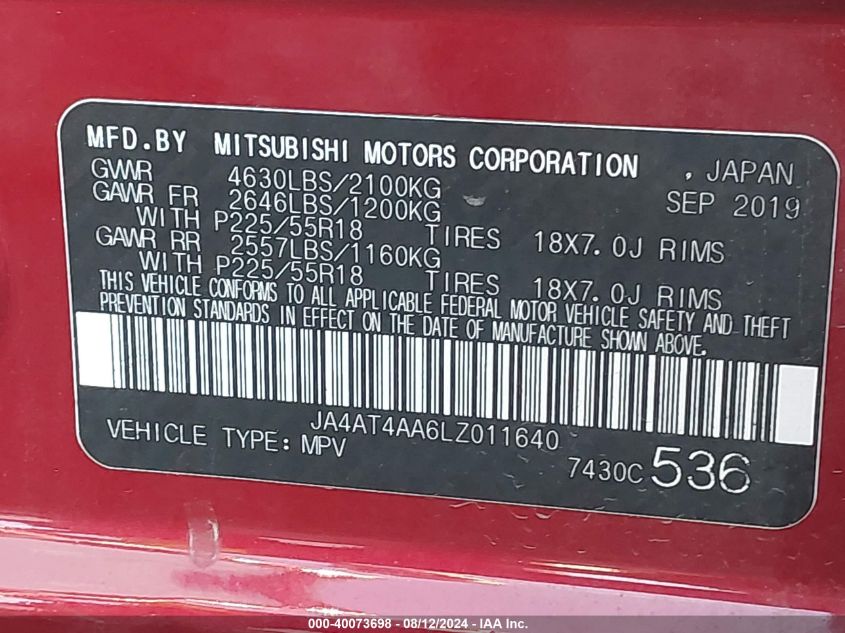 MFD.BY MITSUBISHI MOTORS CORPORATION , JAPAN
GVWR 4630LBS/2100KG SEP 2019
GAWR FR 2646LBS/1200KG
WITH P225/55R18 TIRES 18X7.0J RIMS
GAWR RR 2557LBS/1160KG
WITH P225/55R18 TIRES 18X7.0J RIMS
THIS VEHICLE CONFORMS TO ALL APPLICABLE FEDERAL MOTOR VEHICLE SAFETY AND THEFT
PREVENTION STANDARDS IN EFFECT ON THE DATE OF MANUFACTURE SHOWN ABOVE.
JA4AT4AA6LZ011640
VEHICLE TYPE: MPV 7430C 536
000-40073698 - 08/12/2024 - IAA Inc.